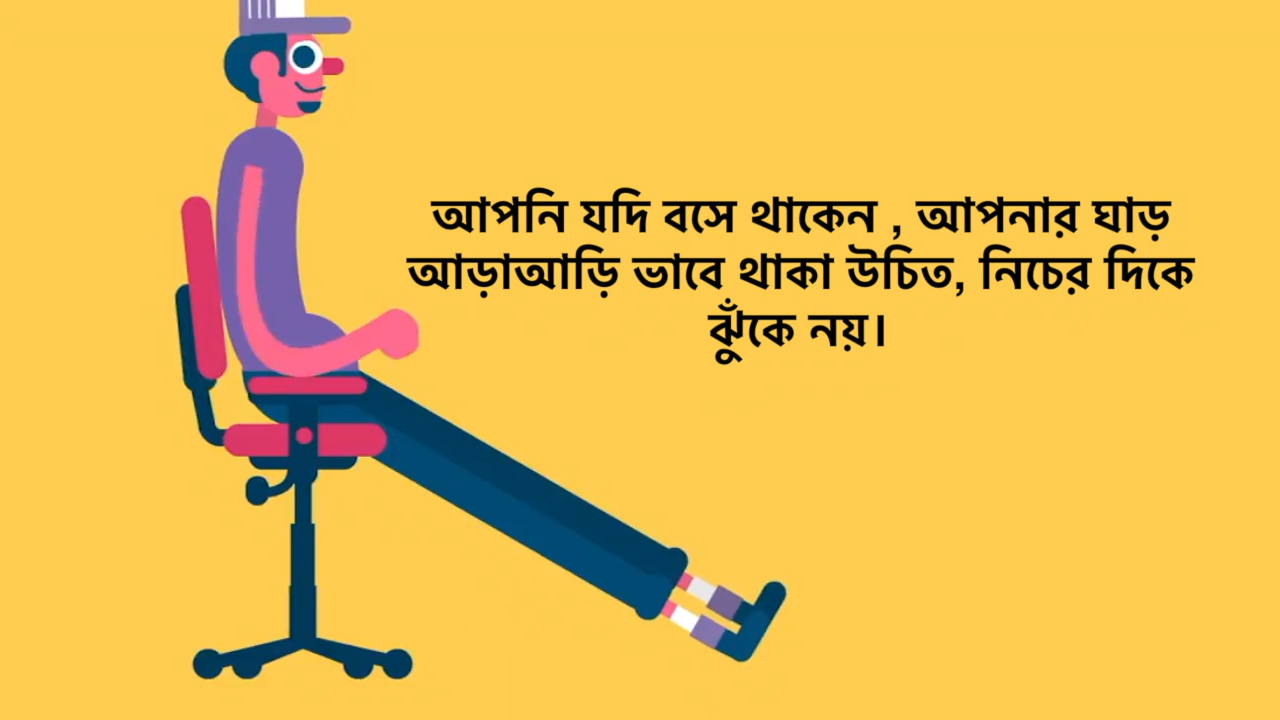 আপনি যদি বসে থাকেন , আপনার ঘাড়
আড়াআড়ি ভাবে থাকা উচিত, নিচের দিকে
ঝুঁকে নয়।